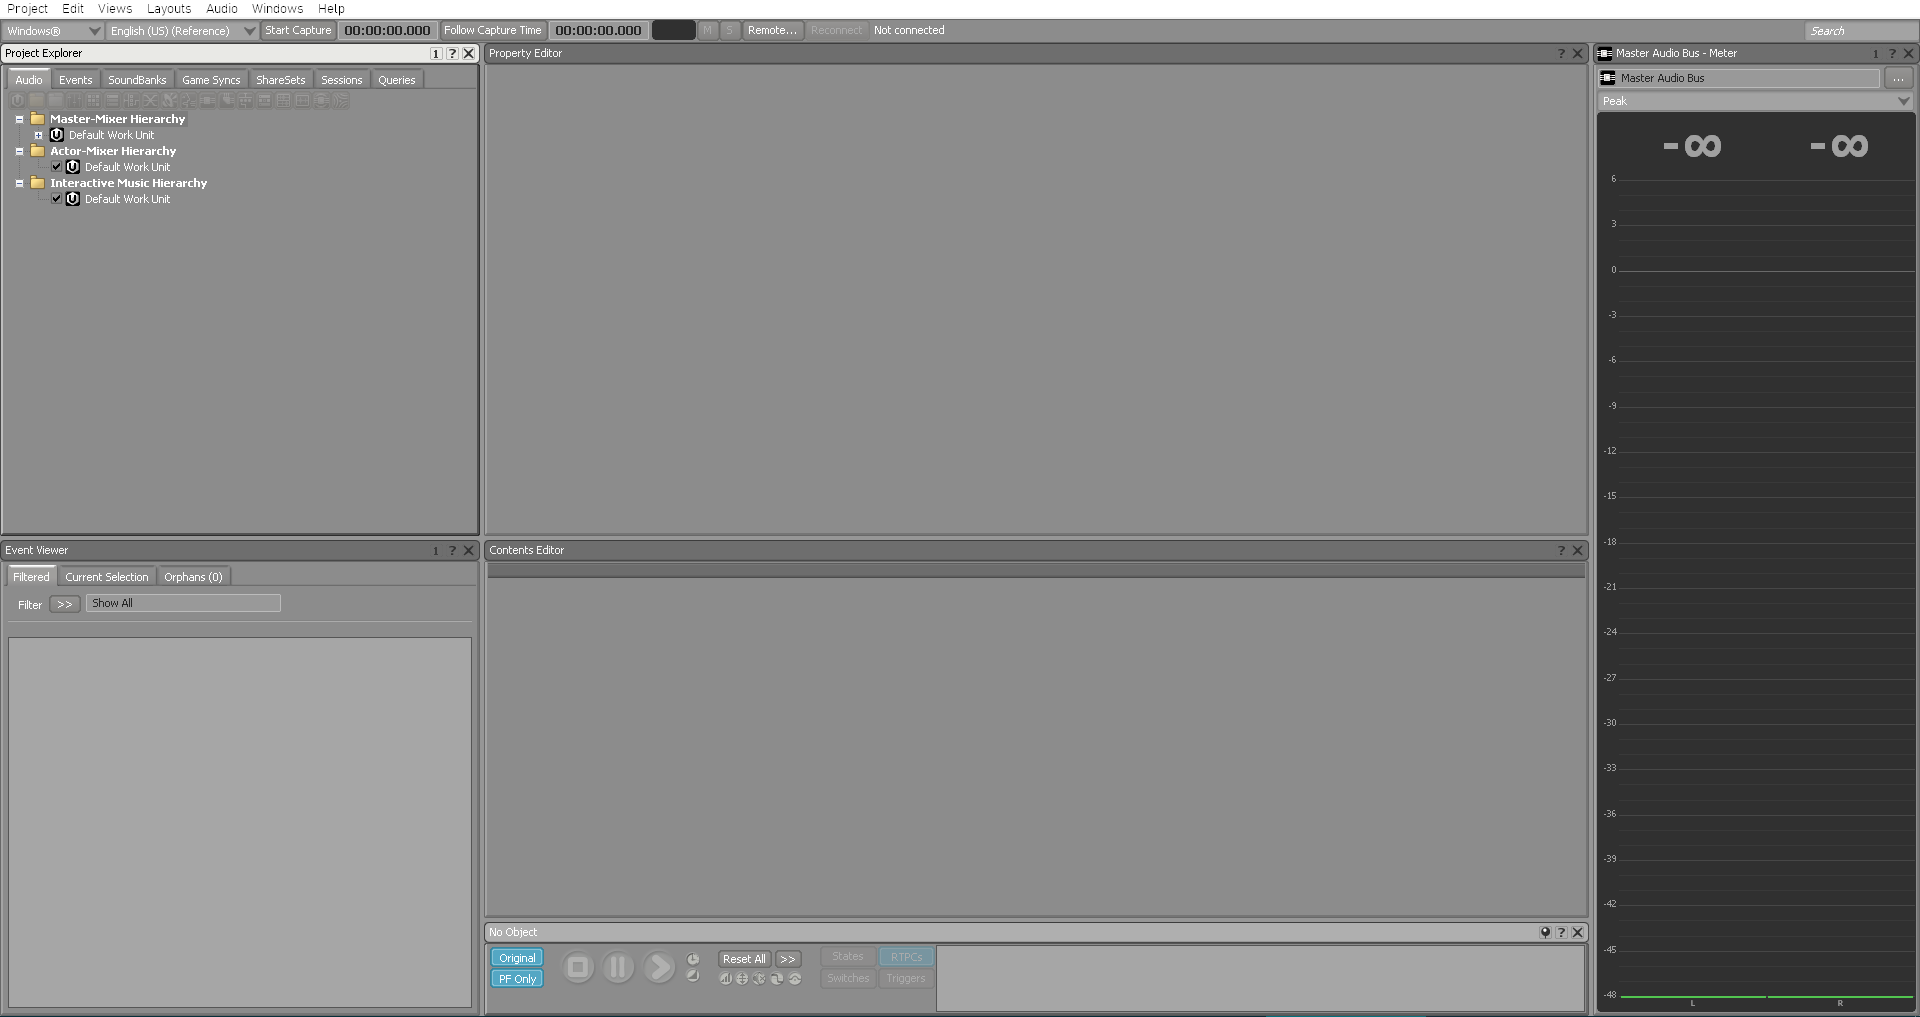 Project Edit Views Layouts Audio Windows Help
Windows® English (US) (Reference) Start Capture 00:00:00.000 Follow Capture Time 00:00:00.000 M S Remote... Reconnect Not connected Search
Project Explorer 1 ?
Audio Events SoundBanks Game Syncs ShareSets Sessions Queries
Master-Mixer Hierarchy
Default Work Unit
Actor-Mixer Hierarchy
Default Work Unit
Interactive Music Hierarchy
Default Work Unit
Event Viewer 1 ?
Filtered Current Selection Orphans (0)
Filter >> Show All
Property Editor ?
Contents Editor ?
No Object ?
Original
PF Only
Reset All >>
States RTPCs
Switches Triggers
Master Audio Bus - Meter 1 ?
Master Audio Bus ...
Peak
-∞ -∞
6
3
0
-3
-6
-9
-12
-15
-18
-21
-24
-27
-30
-33
-36
-39
-42
-45
-48
L R